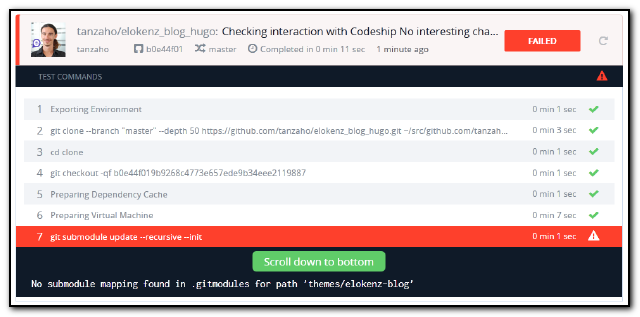 tanzaho/elokenz_blog_hugo: Checking interaction with Codeship No interesting cha...
tanzaho b0e44f01 master Completed in 0 min 11 sec 1 minute ago
FAILED
TEST COMMANDS
1 Exporting Environment 0 min 1 sec
2 git clone --branch "master" --depth 50 https://github.com/tanzaho/elokenz_blog_hugo.git ~/src/github.com/tanzah... 0 min 3 sec
3 cd clone 0 min 1 sec
4 git checkout -qf b0e44f019b9268c4773e657ede9b34eee2119887 0 min 1 sec
5 Preparing Dependency Cache 0 min 1 sec
6 Preparing Virtual Machine 0 min 7 sec
7 git submodule update --recursive --init 0 min 1 sec
Scroll down to bottom
No submodule mapping found in .gitmodules for path 'themes/elokenz-blog'